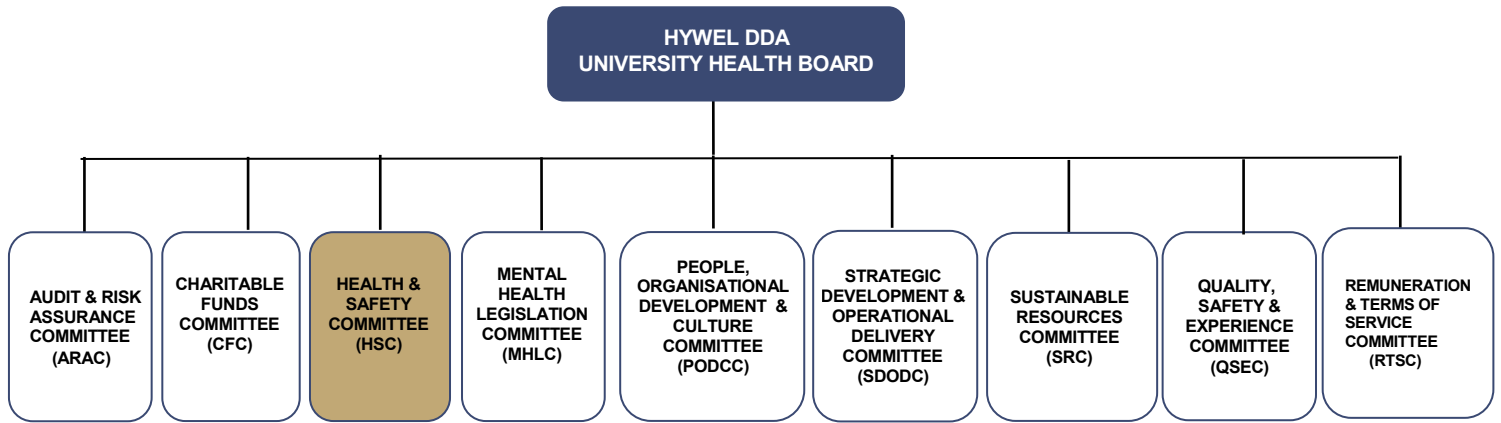 HYWEL DDA
UNIVERSITY HEALTH BOARD
AUDIT & RISK
ASSURANCE
COMMITTEE
(ARAC)
CHARITABLE
FUNDS
COMMITTEE
(CFC)
HEALTH &
SAFETY
COMMITTEE
(HSC)
MENTAL
HEALTH
LEGISLATION
COMMITTEE
(MHLC)
PEOPLE,
ORGANISATIONAL
DEVELOPMENT &
CULTURE
COMMITTEE
(PODCC)
STRATEGIC
DEVELOPMENT &
OPERATIONAL
DELIVERY
COMMITTEE
(SDODC)
SUSTAINABLE
RESOURCES
COMMITTEE
(SRC)
QUALITY,
SAFETY &
EXPERIENCE
COMMITTEE
(QSEC)
REMUNERATION
& TERMS OF
SERVICE
COMMITTEE
(RTSC)